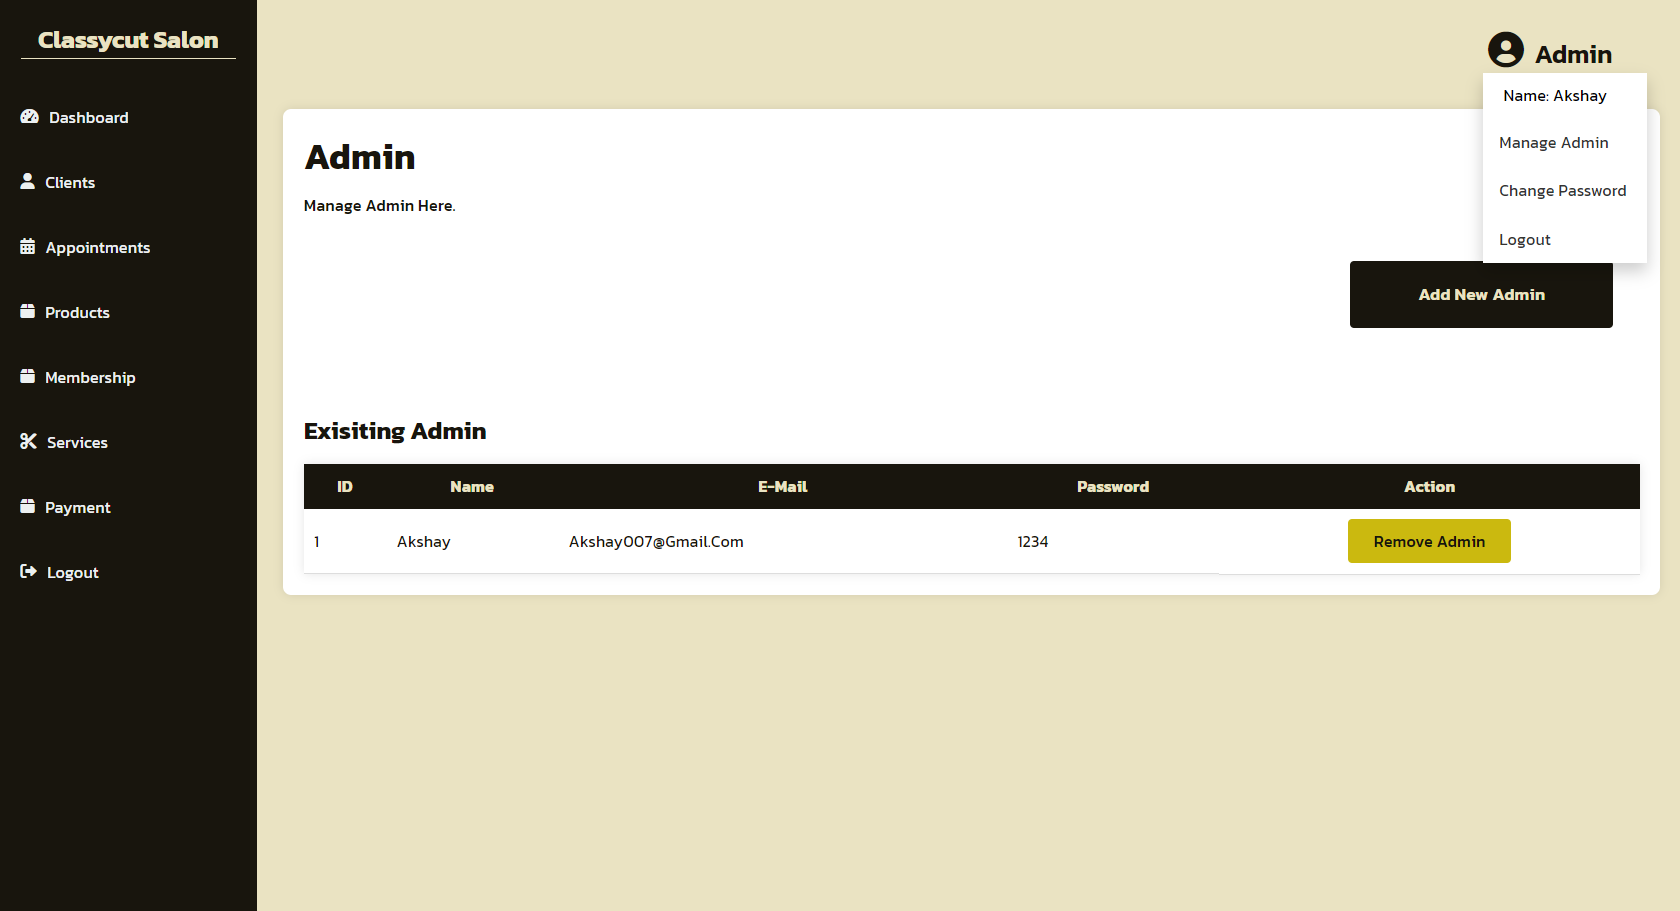 Classycut Salon
Dashboard
Clients
Appointments
Products
Membership
Services
Payment
Logout
Admin
Name: Akshay
Manage Admin
Change Password
Logout
Admin
Manage Admin Here.
Add New Admin
Exisiting Admin
ID Name E-Mail Password Action
1 Akshay Akshay007@Gmail.Com 1234 Remove Admin